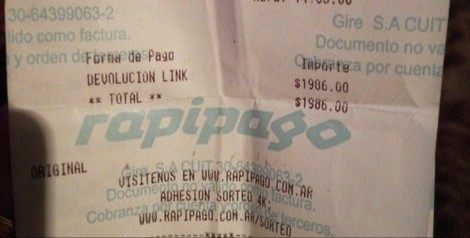 30-64399063-2
Gire S.A CUIT
lido como factura.
Documento no va
e y orden de terceros.
Cobranza por cuenta
Forma de Pago Importe
DEVOLUCION LINK $1986.00
** TOTAL ** $1986.00
rapipago
ORIGINAL
Gire S.A CUIT 30-64399063-2
VISITENOS EN WWW.RAPIPAGO.COM.AR
Documento no valido como factura.
ADHESION SORTEO 4K.
Cobranza por cuenta y orden de terceros.
WWW.RAPIPAGO.COM.AR/SORTEO
*****